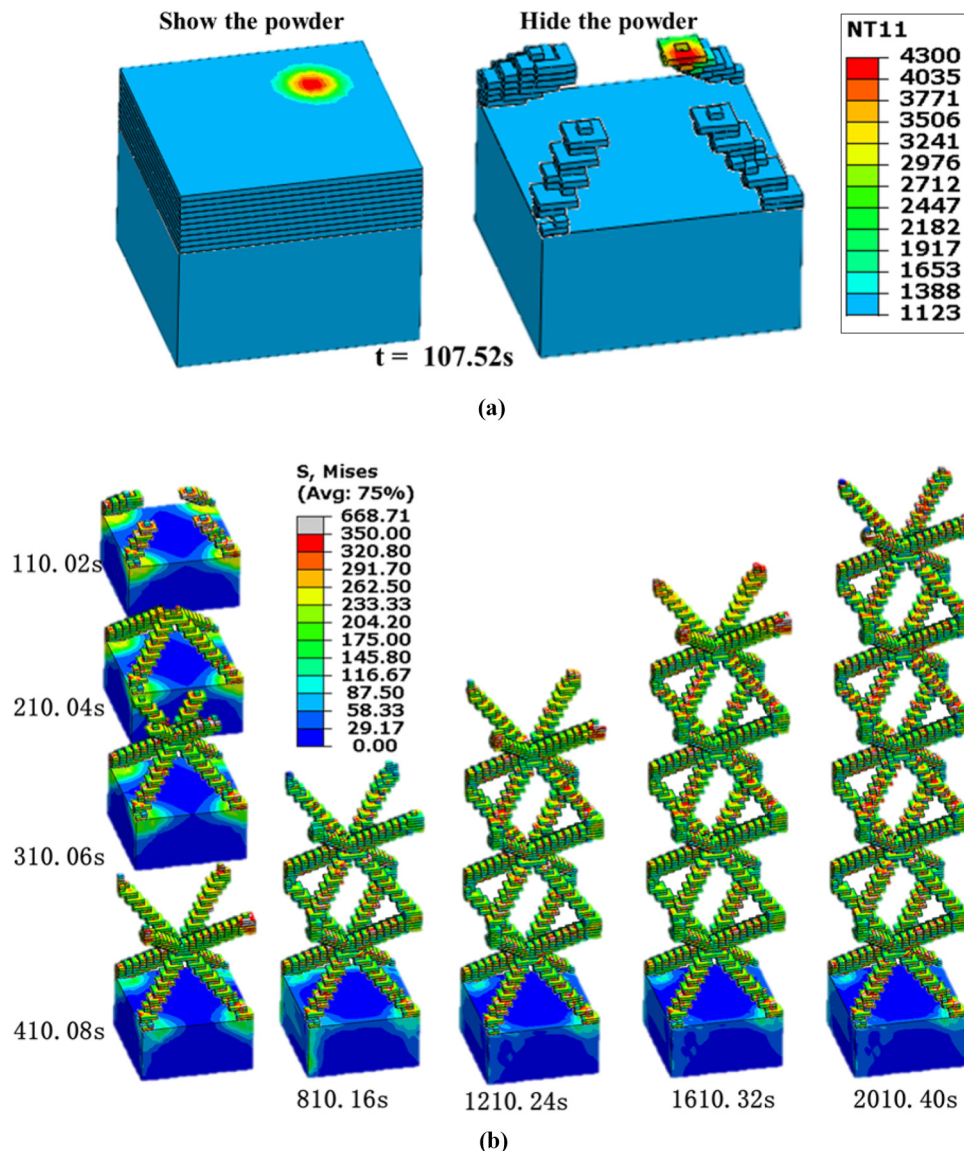 Show the powder
Hide the powder
NT11
4300
4035
3771
3506
3241
2976
2712
2447
2182
1917
1653
1388
1123
t = 107.52s
(a)
S, Mises
(Avg: 75%)
668.71
350.00
320.80
291.70
262.50
233.33
204.20
175.00
145.80
116.67
87.50
58.33
29.17
0.00
110.02s
210.04s
310.06s
410.08s
810.16s
1210.24s
1610.32s
2010.40s
(b)